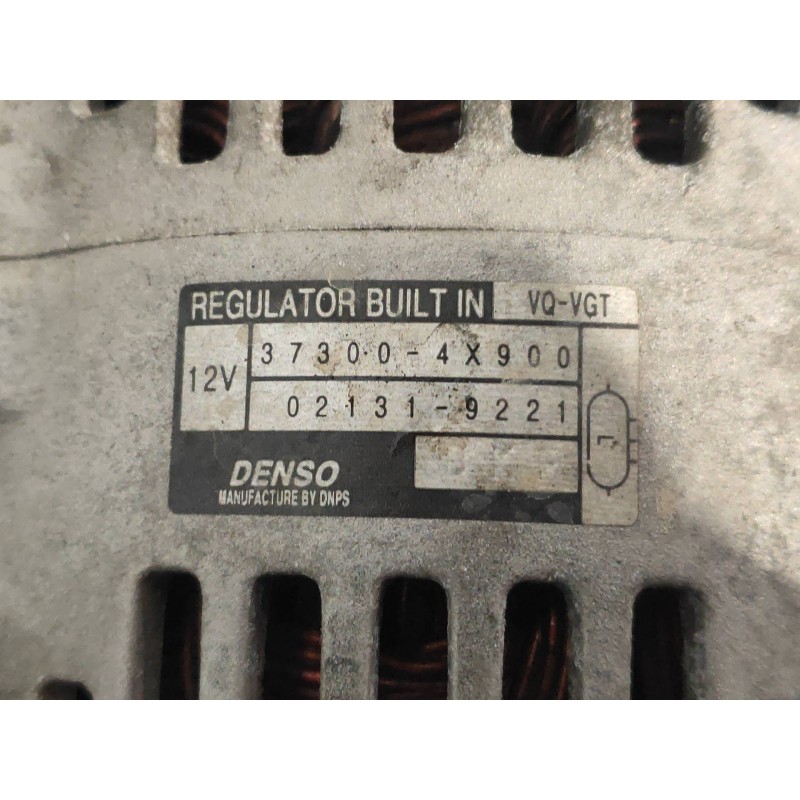 REGULATOR BUILT IN VQ-VGT
12V
37300-4X900
02131-9221
L
DENSO
MANUFACTURE BY DNPS